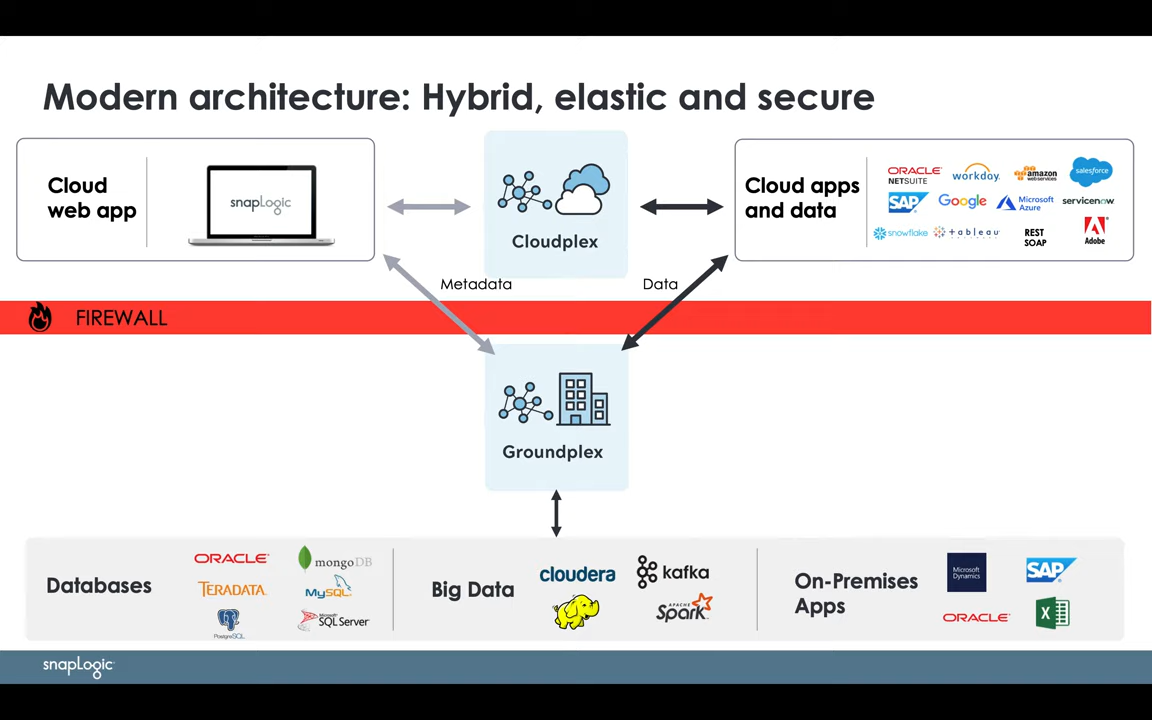 Modern architecture: Hybrid, elastic and secure
Cloud
web app
snapLogic
Cloudplex
Cloud apps
and data
ORACLE
NETSUITE
workday.
amazon
webservices
salesforce
SAP
Google
Microsoft
Azure
servicenow
snowflake
+ a b l e a u
REST
SOAP
Adobe
Metadata
Data
FIREWALL
Groundplex
Databases
ORACLE
mongoDB
TERADATA.
MySQL
PostgreSQL
Microsoft
SQL Server
Big Data
cloudera
kafka
APACHE
Spark
On-Premises
Apps
Microsoft
Dynamics
SAP
ORACLE
X
snapLogic